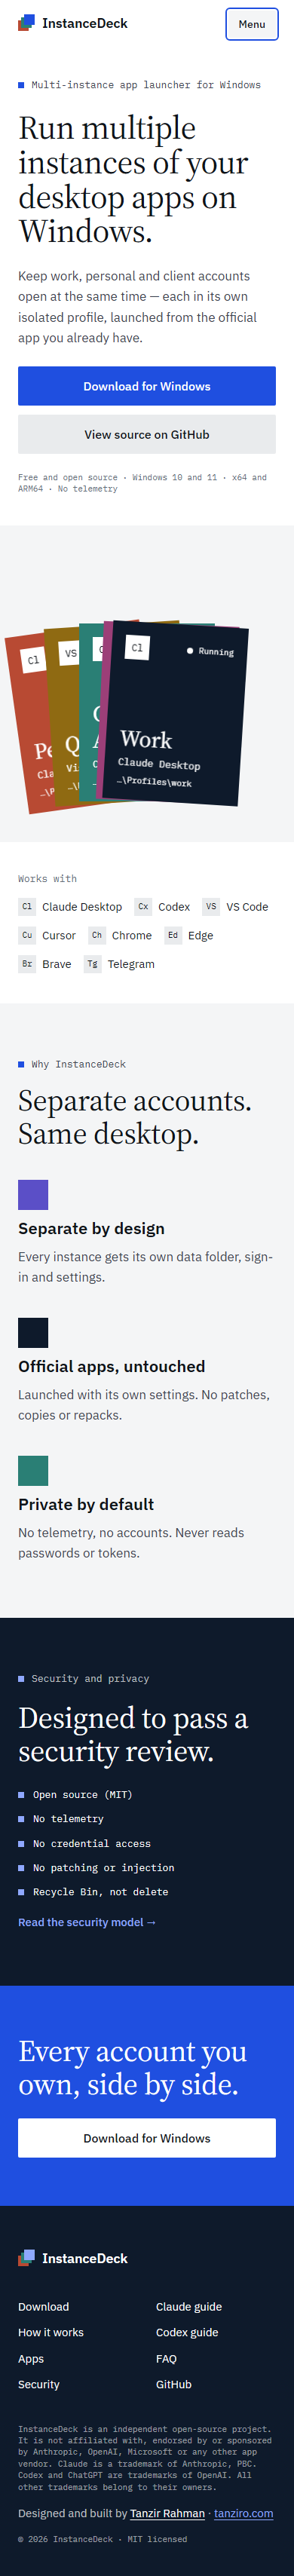 InstanceDeck
Menu
Multi-instance app launcher for Windows
Run multiple
instances of your
desktop apps on
Windows.
Keep work, personal and client accounts
open at the same time — each in its own
isolated profile, launched from the official
app you already have.
Download for Windows
View source on GitHub
Free and open source · Windows 10 and 11 · x64 and
ARM64 · No telemetry
Cl
VS
Cl
Running
Work
Claude Desktop
…\Profiles\work
Works with
Cl Claude Desktop Cx Codex VS VS Code
Cu Cursor Ch Chrome Ed Edge
Br Brave Tg Telegram
Why InstanceDeck
Separate accounts.
Same desktop.
Separate by design
Every instance gets its own data folder, sign-
in and settings.
Official apps, untouched
Launched with its own settings. No patches,
copies or repacks.
Private by default
No telemetry, no accounts. Never reads
passwords or tokens.
Security and privacy
Designed to pass a
security review.
Open source (MIT)
No telemetry
No credential access
No patching or injection
Recycle Bin, not delete
Read the security model →
Every account you
own, side by side.
Download for Windows
InstanceDeck
Download
Claude guide
How it works
Codex guide
Apps
FAQ
Security
GitHub
InstanceDeck is an independent open-source project.
It is not affiliated with, endorsed by or sponsored
by Anthropic, OpenAI, Microsoft or any other app
vendor. Claude is a trademark of Anthropic, PBC.
Codex and ChatGPT are trademarks of OpenAI. All
other trademarks belong to their owners.
Designed and built by Tanzir Rahman · tanziro.com
© 2026 InstanceDeck · MIT licensed